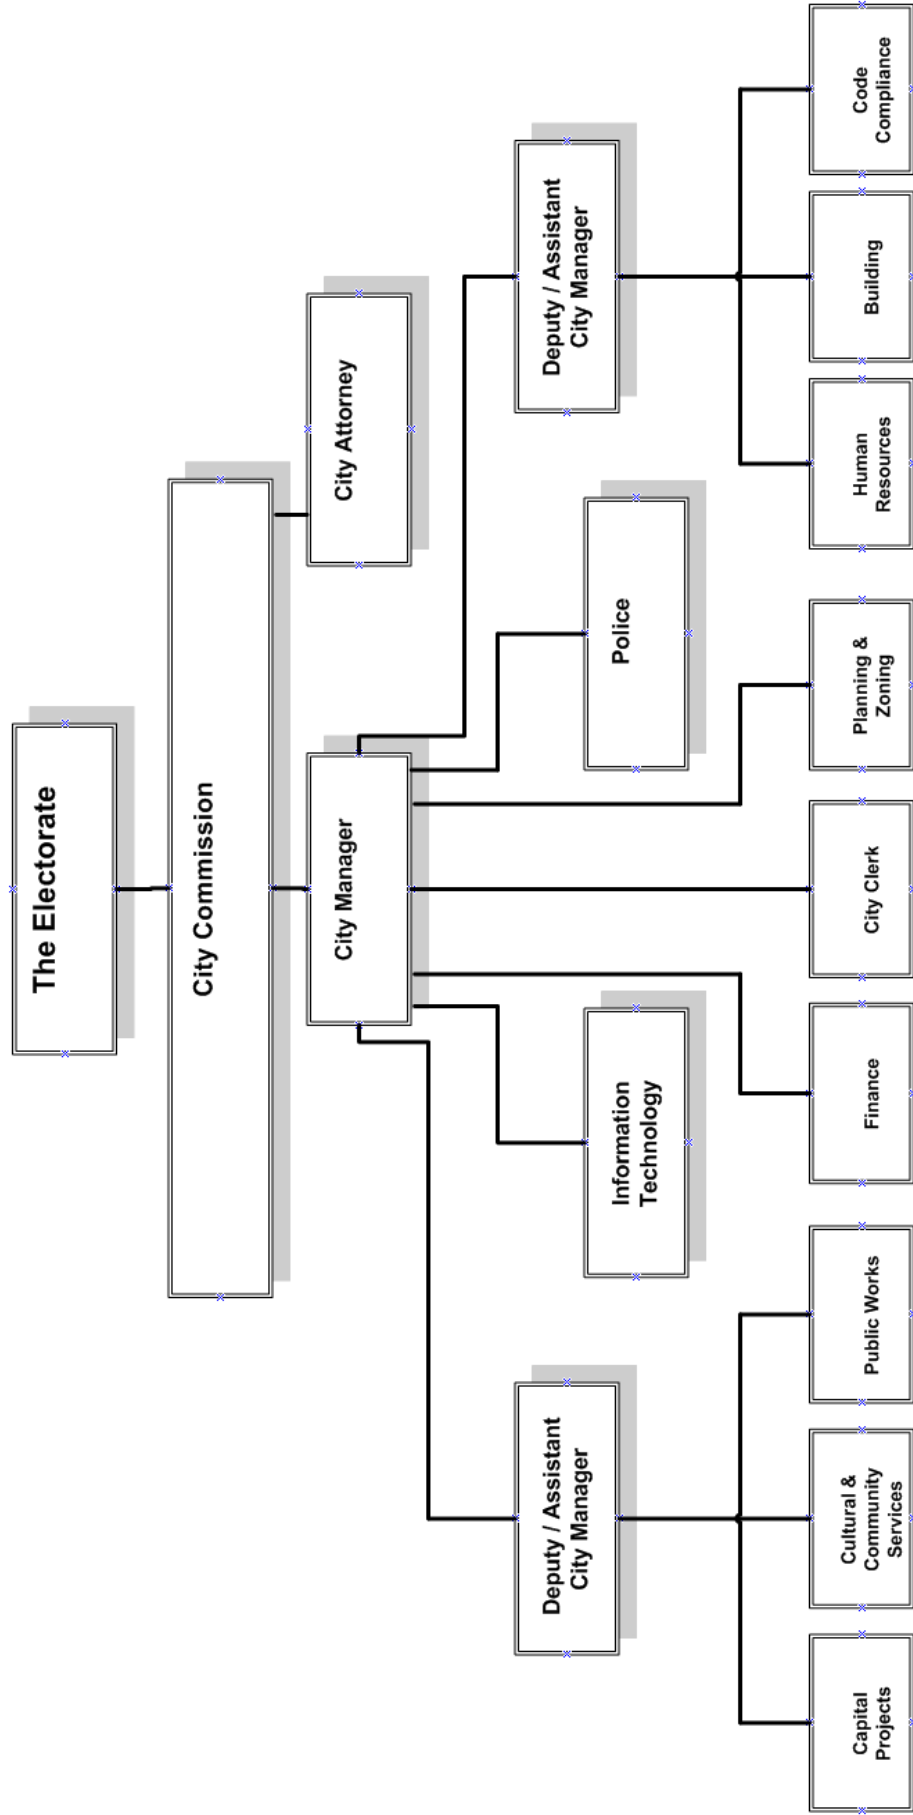 The Electorate
City Commission
City Manager
City Attorney
Deputy / Assistant
City Manager
Information
Technology
Police
Deputy / Assistant
City Manager
Capital
Projects
Cultural &
Community
Services
Public Works
Finance
City Clerk
Planning &
Zoning
Human
Resources
Building
Code
Compliance